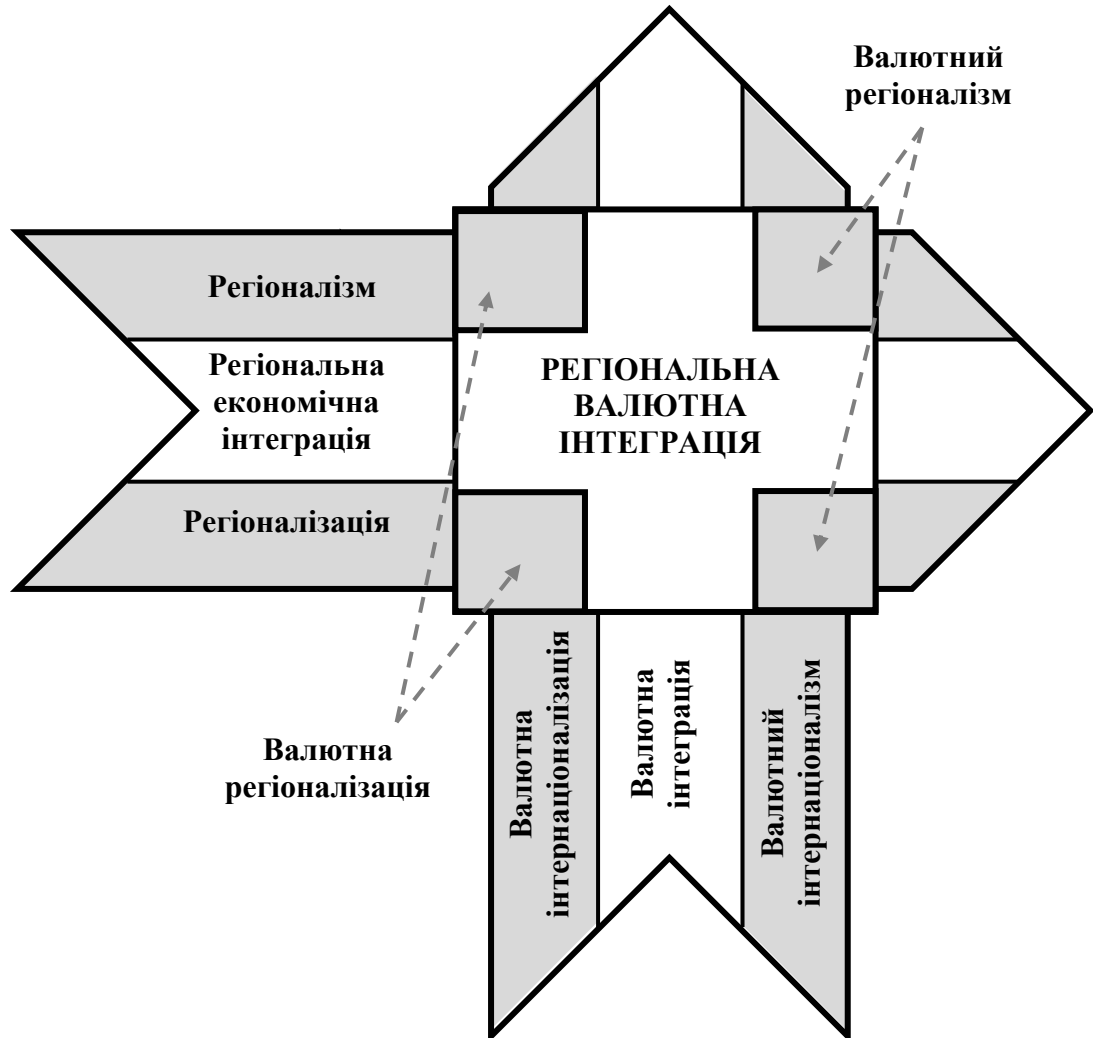 Валютний
регіоналізм
Регіоналізм
Регіональна
економічна
інтеграція
РЕГІОНАЛЬНА
ВАЛЮТНА
ІНТЕГРАЦІЯ
Регіоналізація
Валютна
регіоналізація
Валютна
інтернаціоналізація
Валютна
інтеграція
Валютний
інтернаціоналізм